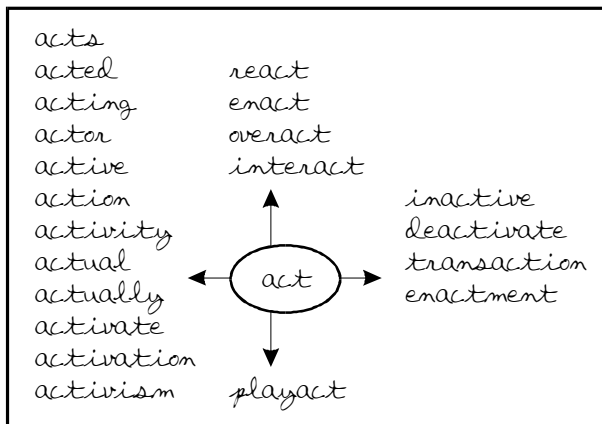 acts
acted
acting
actor
active
action
activity
actual
actually
activate
activation
activism
react
enact
overact
interact
act
playact
inactive
deactivate
transaction
enactment